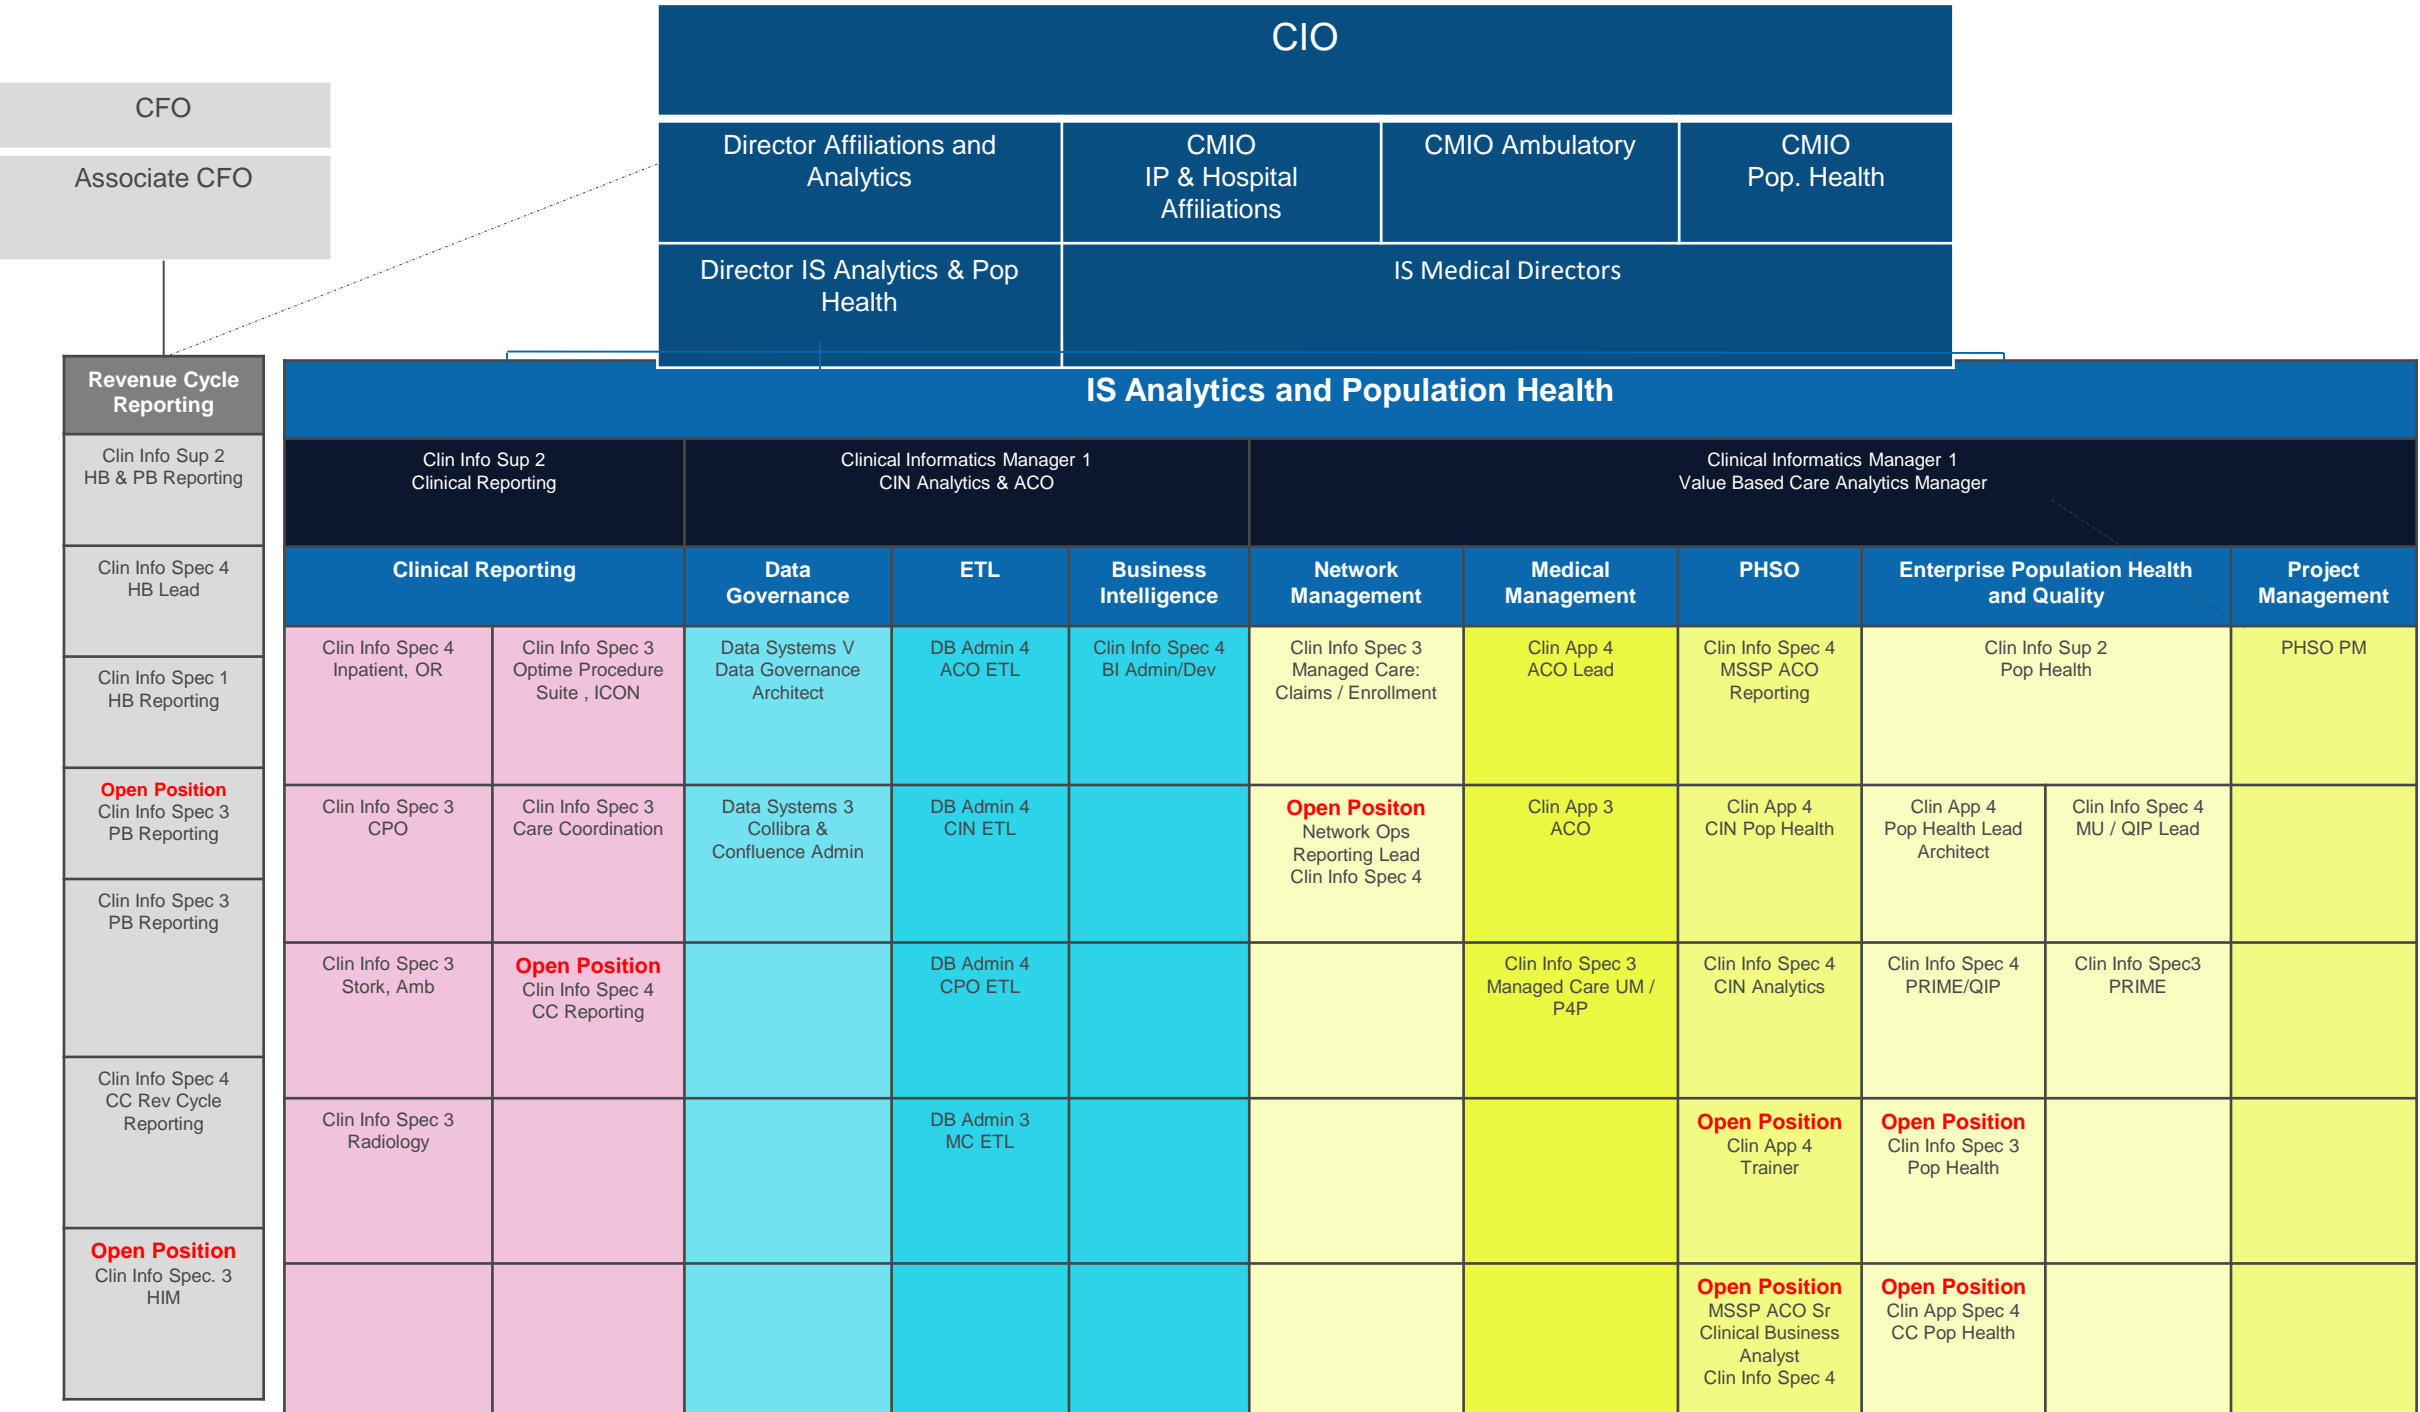 CIO
CFO
Associate CFO
Director Affiliations and
Analytics
CMIO
IP & Hospital
Affiliations
CMIO Ambulatory
CMIO
Pop. Health
Director IS Analytics & Pop
Health
IS Medical Directors
Revenue Cycle
Reporting
Clin Info Sup 2
HB & PB Reporting
Clin Info Spec 4
HB Lead
Clin Info Spec 1
HB Reporting
Open Position
Clin Info Spec 3
PB Reporting
Clin Info Spec 3
PB Reporting
Clin Info Spec 4
CC Rev Cycle
Reporting
Open Position
Clin Info Spec. 3
HIM
IS Analytics and Population Health
Clin Info Sup 2
Clinical Reporting
Clinical Informatics Manager 1
CIN Analytics & ACO
Clinical Informatics Manager 1
Value Based Care Analytics Manager
Clinical Reporting
Data
Governance
ETL
Business
Intelligence
Network
Management
Medical
Management
PHSO
Enterprise Population Health
and Quality
Project
Management
Clin Info Spec 4
Inpatient, OR
Clin Info Spec 3
Optime Procedure
Suite , ICON
Data Systems V
Data Governance
Architect
DB Admin 4
ACO ETL
Clin Info Spec 4
BI Admin/Dev
Clin Info Spec 3
Managed Care:
Claims / Enrollment
Clin App 4
ACO Lead
Clin Info Spec 4
MSSP ACO
Reporting
Clin Info Sup 2
Pop Health
PHSO PM
Clin Info Spec 3
CPO
Clin Info Spec 3
Care Coordination
Data Systems 3
Collibra &
Confluence Admin
DB Admin 4
CIN ETL
Open Positon
Network Ops
Reporting Lead
Clin Info Spec 4
Clin App 3
ACO
Clin App 4
CIN Pop Health
Clin App 4
Pop Health Lead
Architect
Clin Info Spec 4
MU / QIP Lead
Clin Info Spec 3
Stork, Amb
Open Position
Clin Info Spec 4
CC Reporting
DB Admin 4
CPO ETL
Clin Info Spec 3
Managed Care UM /
P4P
Clin Info Spec 4
CIN Analytics
Clin Info Spec 4
PRIME/QIP
Clin Info Spec3
PRIME
Clin Info Spec 3
Radiology
DB Admin 3
MC ETL
Open Position
Clin App 4
Trainer
Open Position
Clin Info Spec 3
Pop Health
Open Position
MSSP ACO Sr
Clinical Business
Analyst
Clin Info Spec 4
Open Position
Clin App Spec 4
CC Pop Health